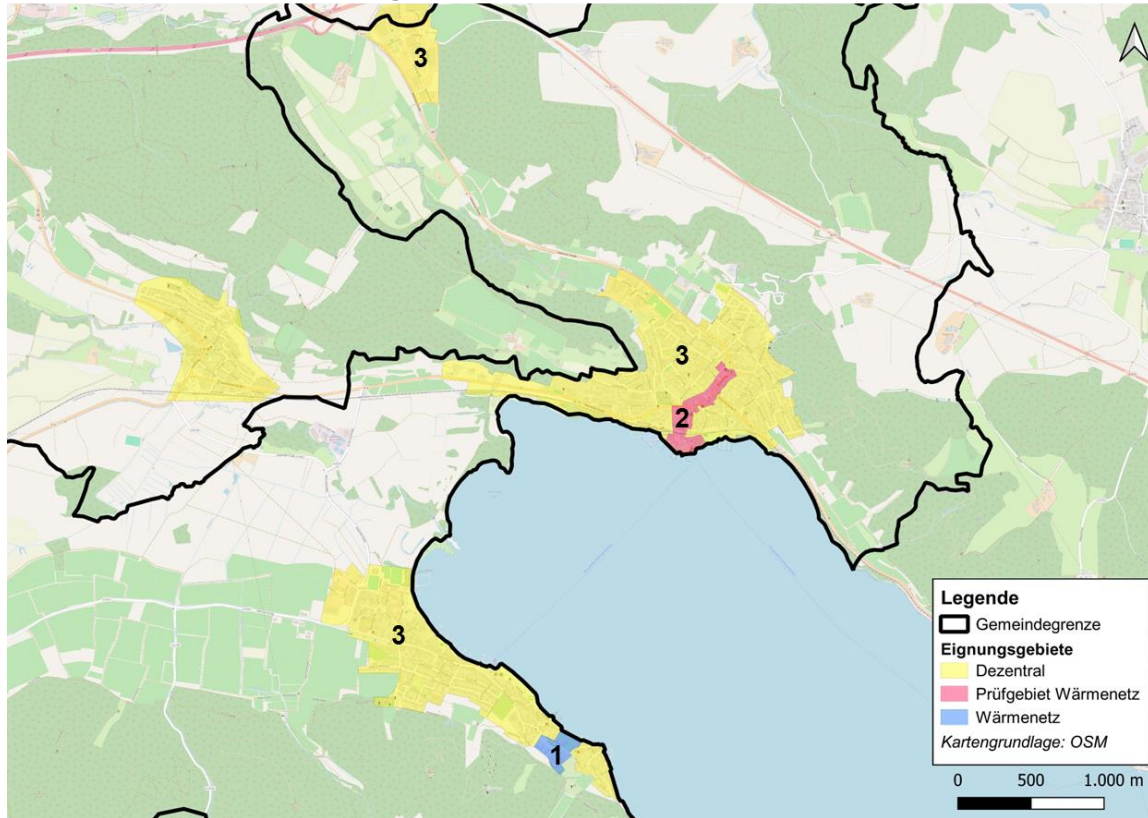 3
3
2
3
1
Legende
Gemeindegrenze
Eignungsgebiete
Dezentral
Prüfgebiet Wärmenetz
Wärmenetz
Kartengrundlage: OSM
0 500 1.000 m